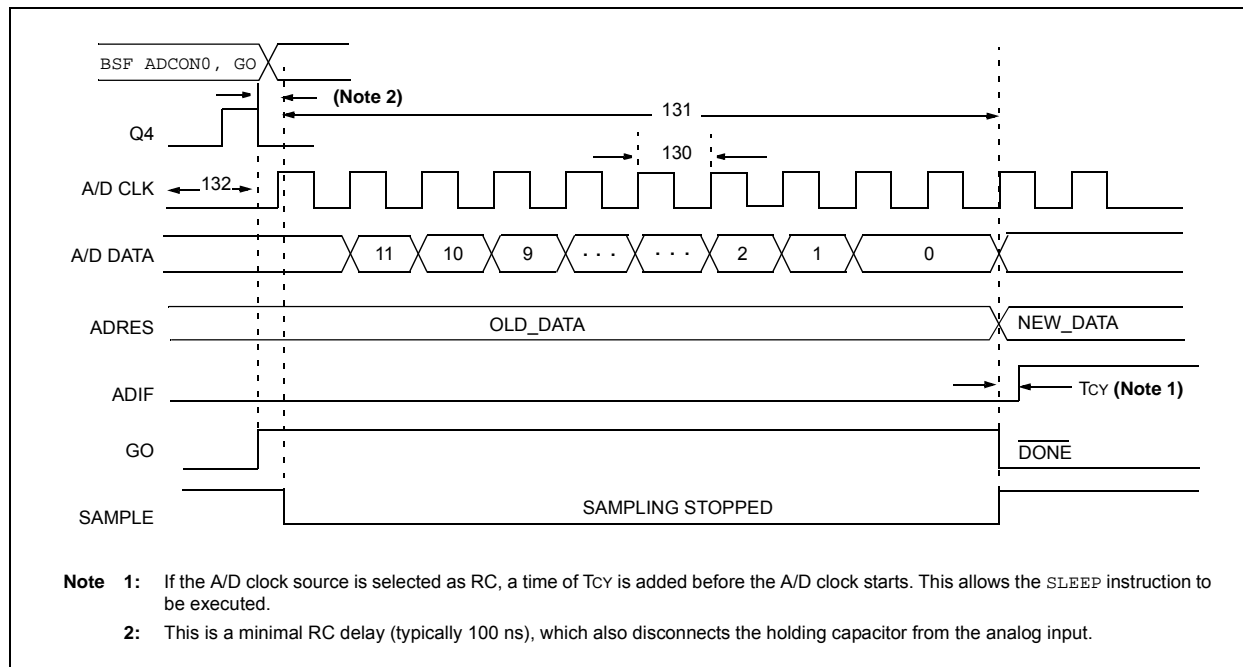 BSF ADCON0, GO
(Note 2)
131
Q4
130
A/D CLK
132
A/D DATA
11 10 9 . . . . . . 2 1 0
ADRES
OLD_DATA
NEW_DATA
ADIF
TCY (Note 1)
GO
DONE
SAMPLE
SAMPLING STOPPED
Note 1: If the A/D clock source is selected as RC, a time of TCY is added before the A/D clock starts. This allows the SLEEP instruction to
be executed.
2: This is a minimal RC delay (typically 100 ns), which also disconnects the holding capacitor from the analog input.